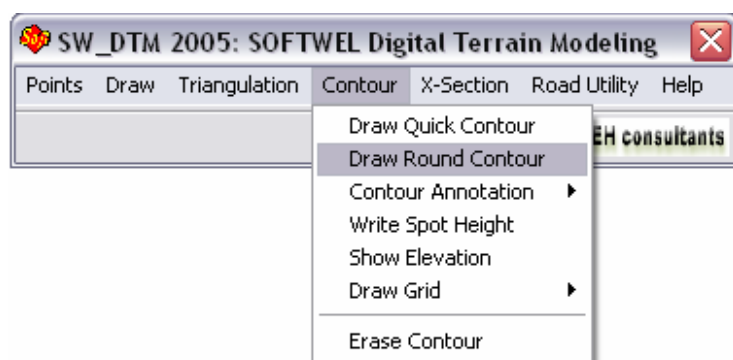 SW_DTM 2005: SOFTWEL Digital Terrain Modeling
Points Draw Triangulation Contour X-Section Road Utility Help
Draw Quick Contour
EH consultants
Draw Round Contour
Contour Annotation
Write Spot Height
Show Elevation
Draw Grid
Erase Contour